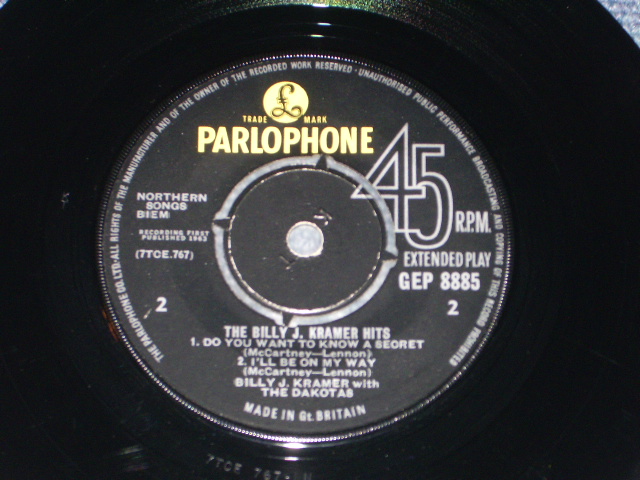 THE PARLOPHONE CO. LTD. · ALL RIGHTS OF THE MANUFACTURER AND OF THE OWNER OF THE RECORDED WORK RESERVED · UNAUTHORISED PUBLIC PERFORMANCE BROADCASTING AND COPYING OF THIS RECORD PROHIBITED
£
TRADE MARK
PARLOPHONE
45
R.P.M.
EXTENDED PLAY
GEP 8885
2
NORTHERN
SONGS
BIEM
RECORDING FIRST
PUBLISHED 1963
(7TCE.767)
2
THE BILLY J. KRAMER HITS
1. DO YOU WANT TO KNOW A SECRET
(McCartney—Lennon)
2. I'LL BE ON MY WAY
(McCartney—Lennon)
BILLY J. KRAMER with
THE DAKOTAS
MADE IN Gt. BRITAIN
7TCE 767